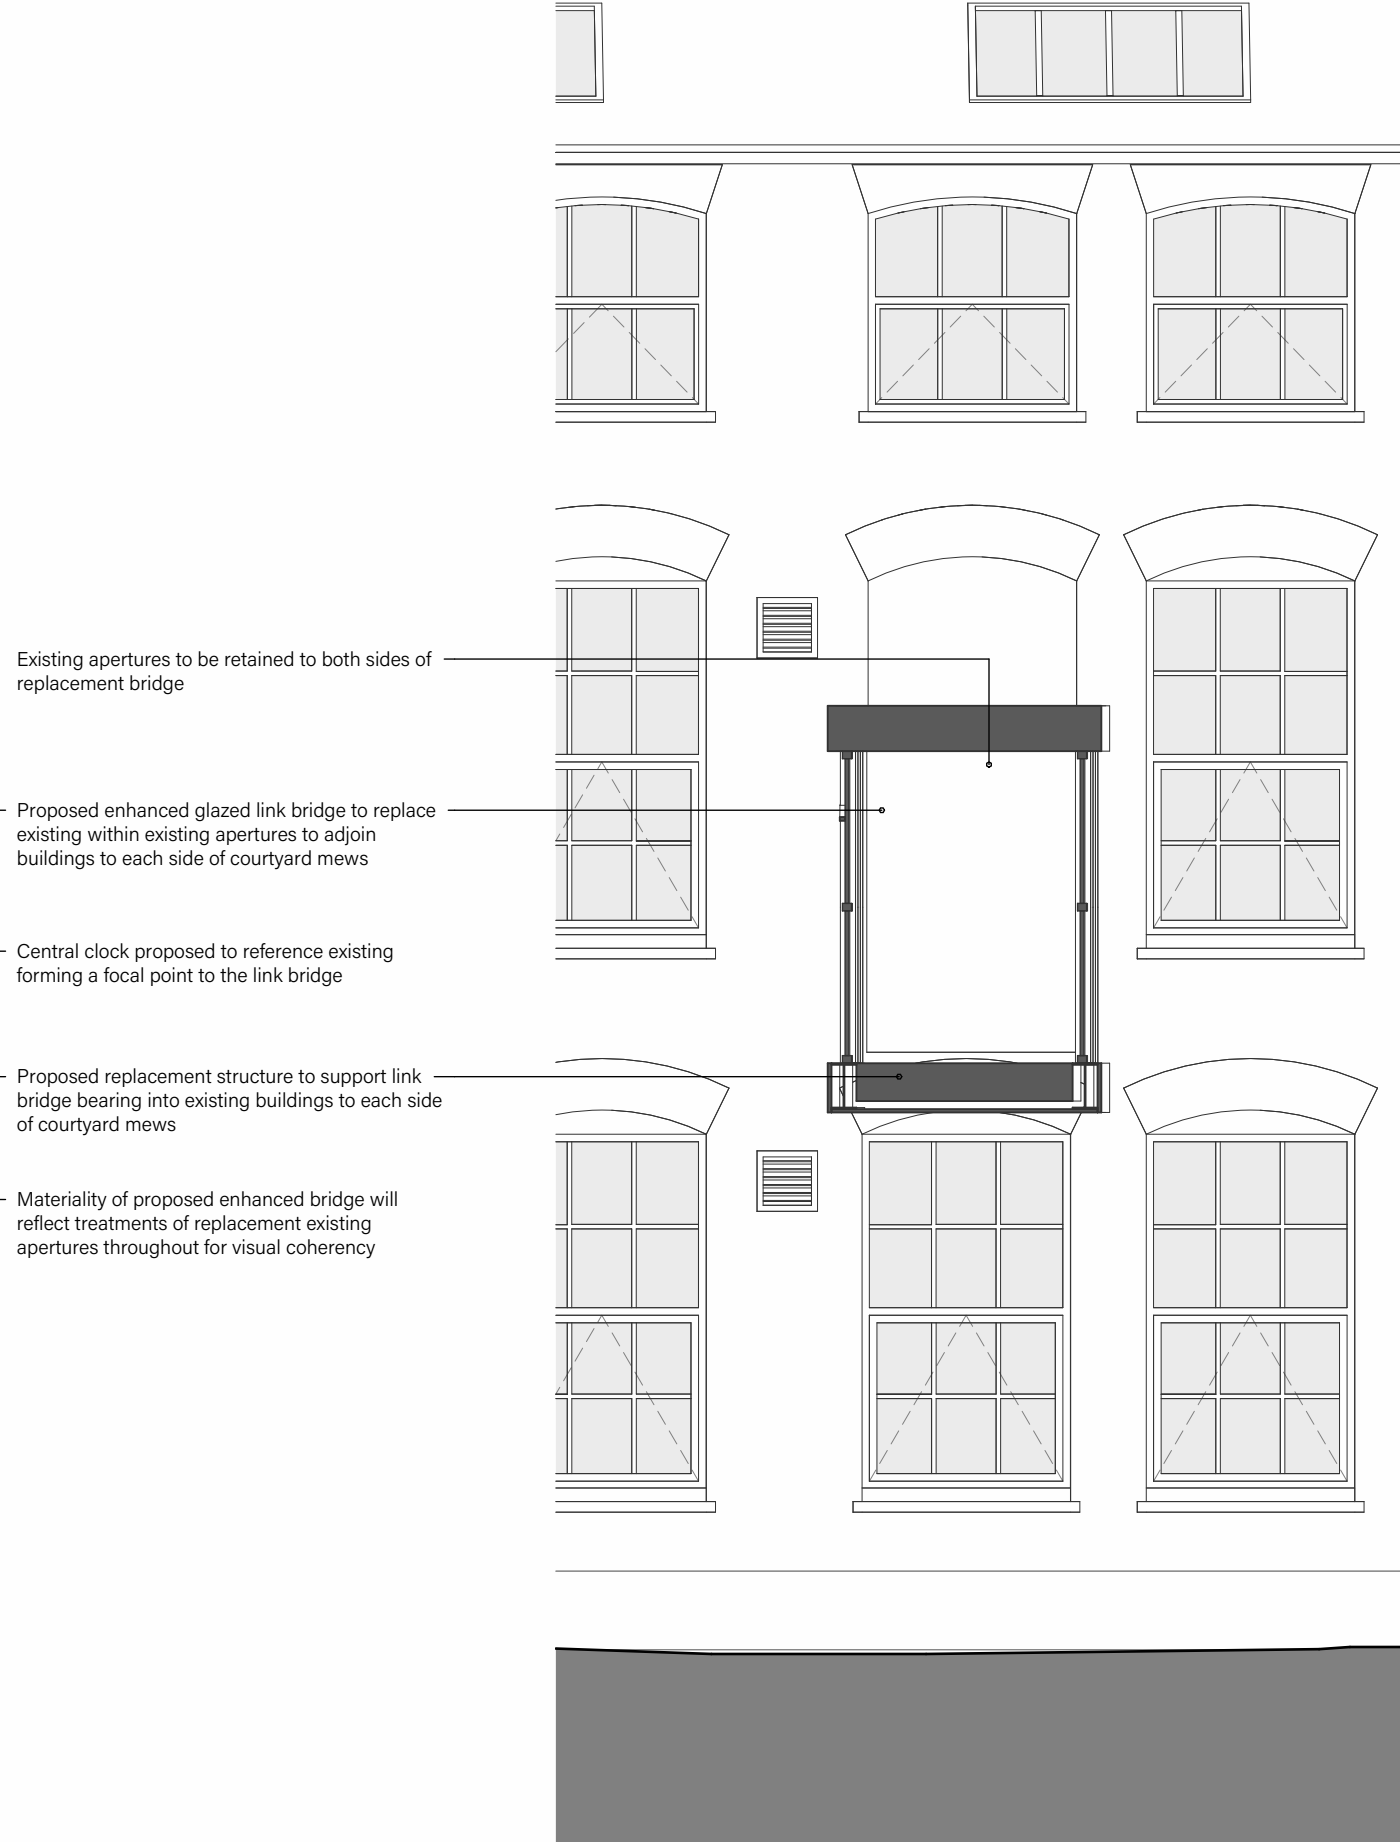 Existing apertures to be retained to both sides of
replacement bridge
Proposed enhanced glazed link bridge to replace
existing within existing apertures to adjoin
buildings to each side of courtyard mews
Central clock proposed to reference existing
forming a focal point to the link bridge
Proposed replacement structure to support link
bridge bearing into existing buildings to each side
of courtyard mews
Materiality of proposed enhanced bridge will
reflect treatments of replacement existing
apertures throughout for visual coherency